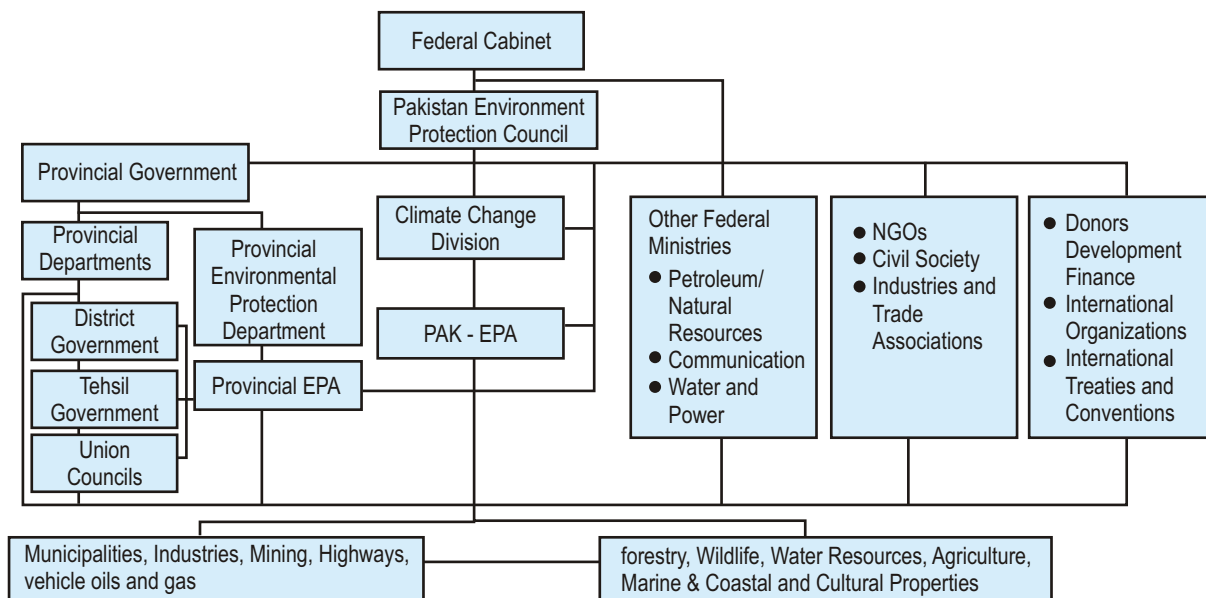 Federal Cabinet
Pakistan Environment
Protection Council
Provincial Government
Provincial
Departments
Provincial
Environmental
Protection
Department
Climate Change
Division
Other Federal
Ministries
● Petroleum/
Natural
Resources
● Communication
● Water and
Power
● NGOs
● Civil Society
● Industries and
Trade
Associations
● Donors
Development
Finance
● International
Organizations
● International
Treaties and
Conventions
District
Government
Tehsil
Government
Union
Councils
Provincial EPA
PAK - EPA
Municipalities, Industries, Mining, Highways,
vehicle oils and gas
forestry, Wildlife, Water Resources, Agriculture,
Marine & Coastal and Cultural Properties